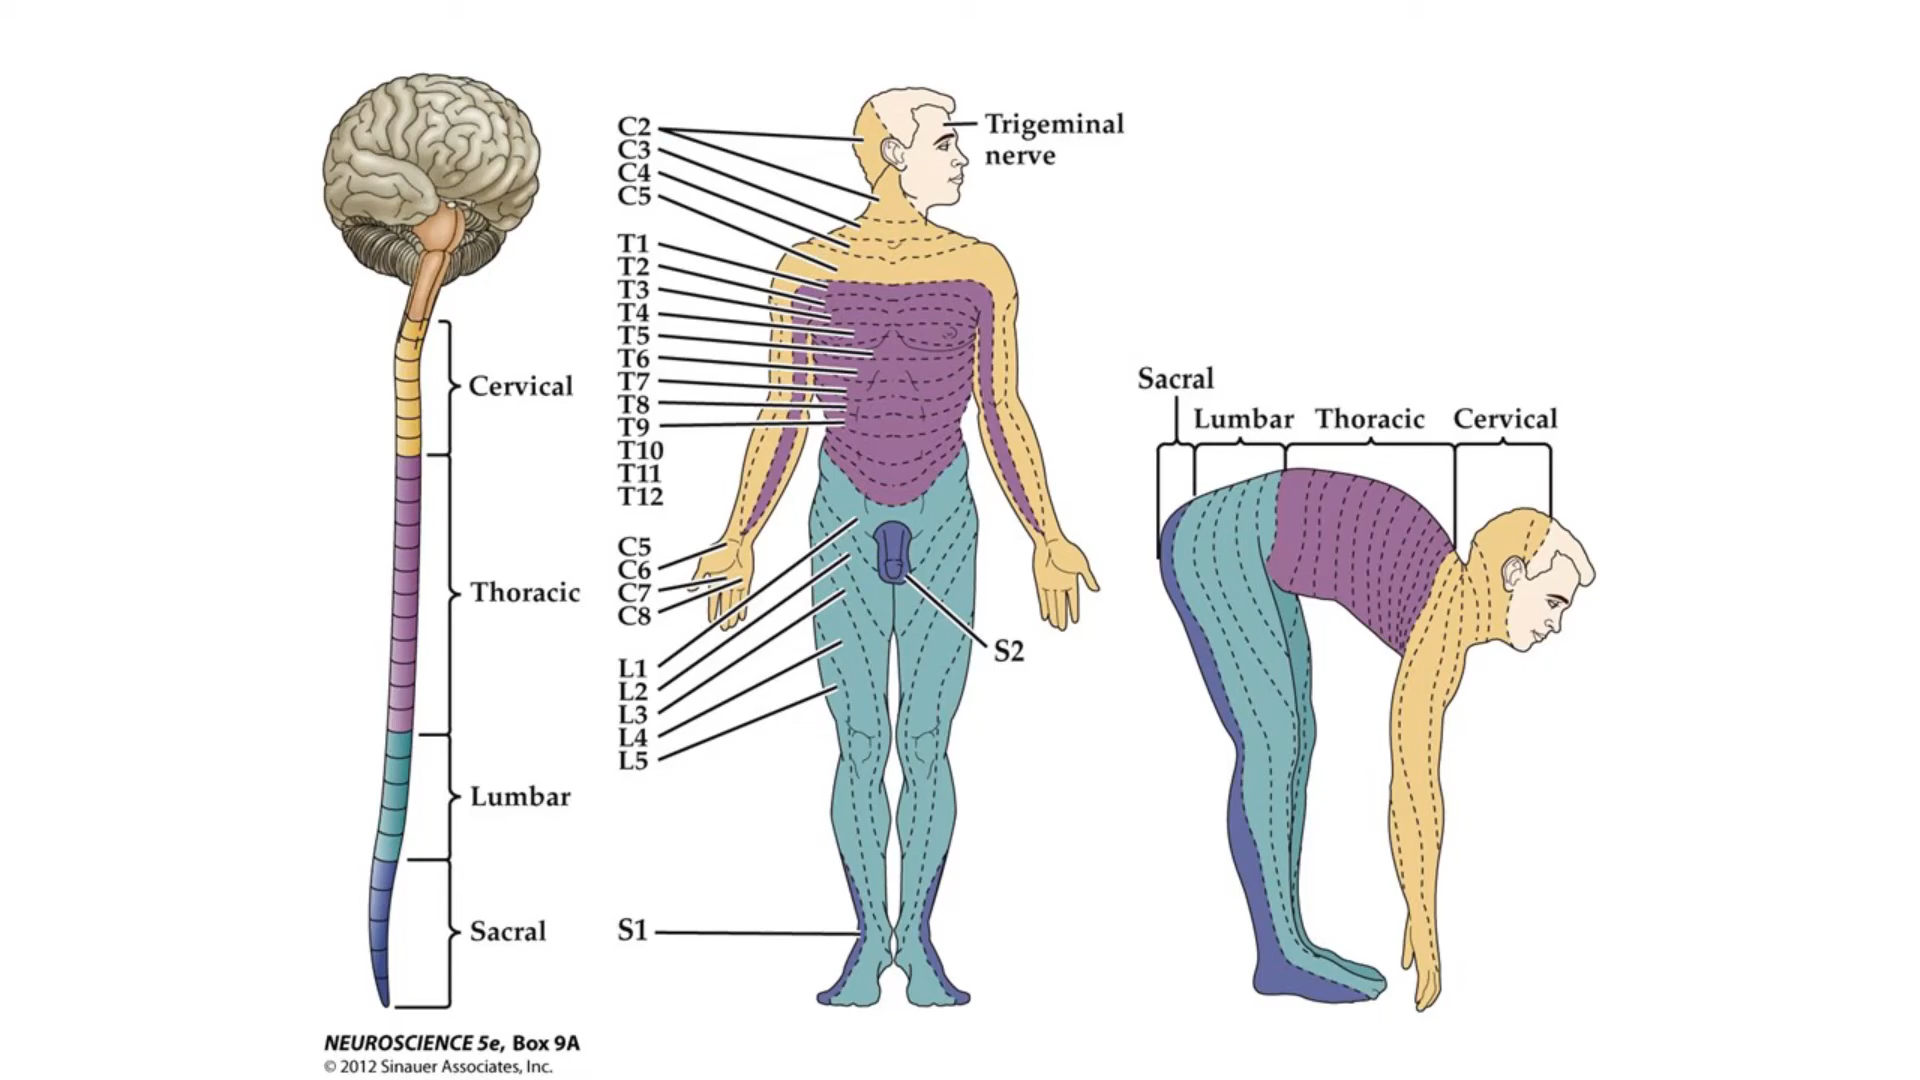 Cervical
Thoracic
Lumbar
Sacral
C2
C3
C4
C5
T1
T2
T3
T4
T5
T6
T7
T8
T9
T10
T11
T12
C5
C6
C7
C8
L1
L2
L3
L4
L5
S1
Trigeminal
nerve
S2
Sacral
Lumbar Thoracic Cervical
NEUROSCIENCE 5e, Box 9A
© 2012 Sinauer Associates, Inc.